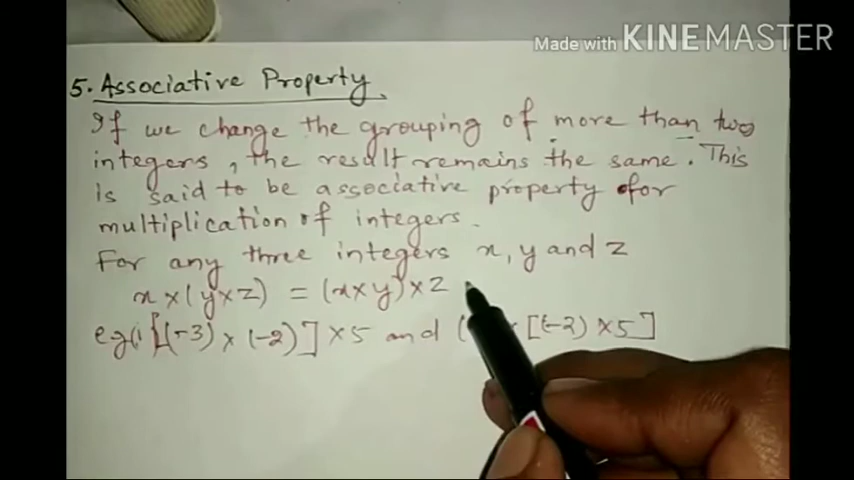 Made with KINEMASTER
5. Associative Property
If we change the grouping of more than two
integers, the result remains the same. This
is said to be associative property for
multiplication of integers.
For any three integers x, y and z
x × (y × z) = (x × y) × z
eg(i) [(-3) × (-2)] × 5 and ( × [(-2) × 5]